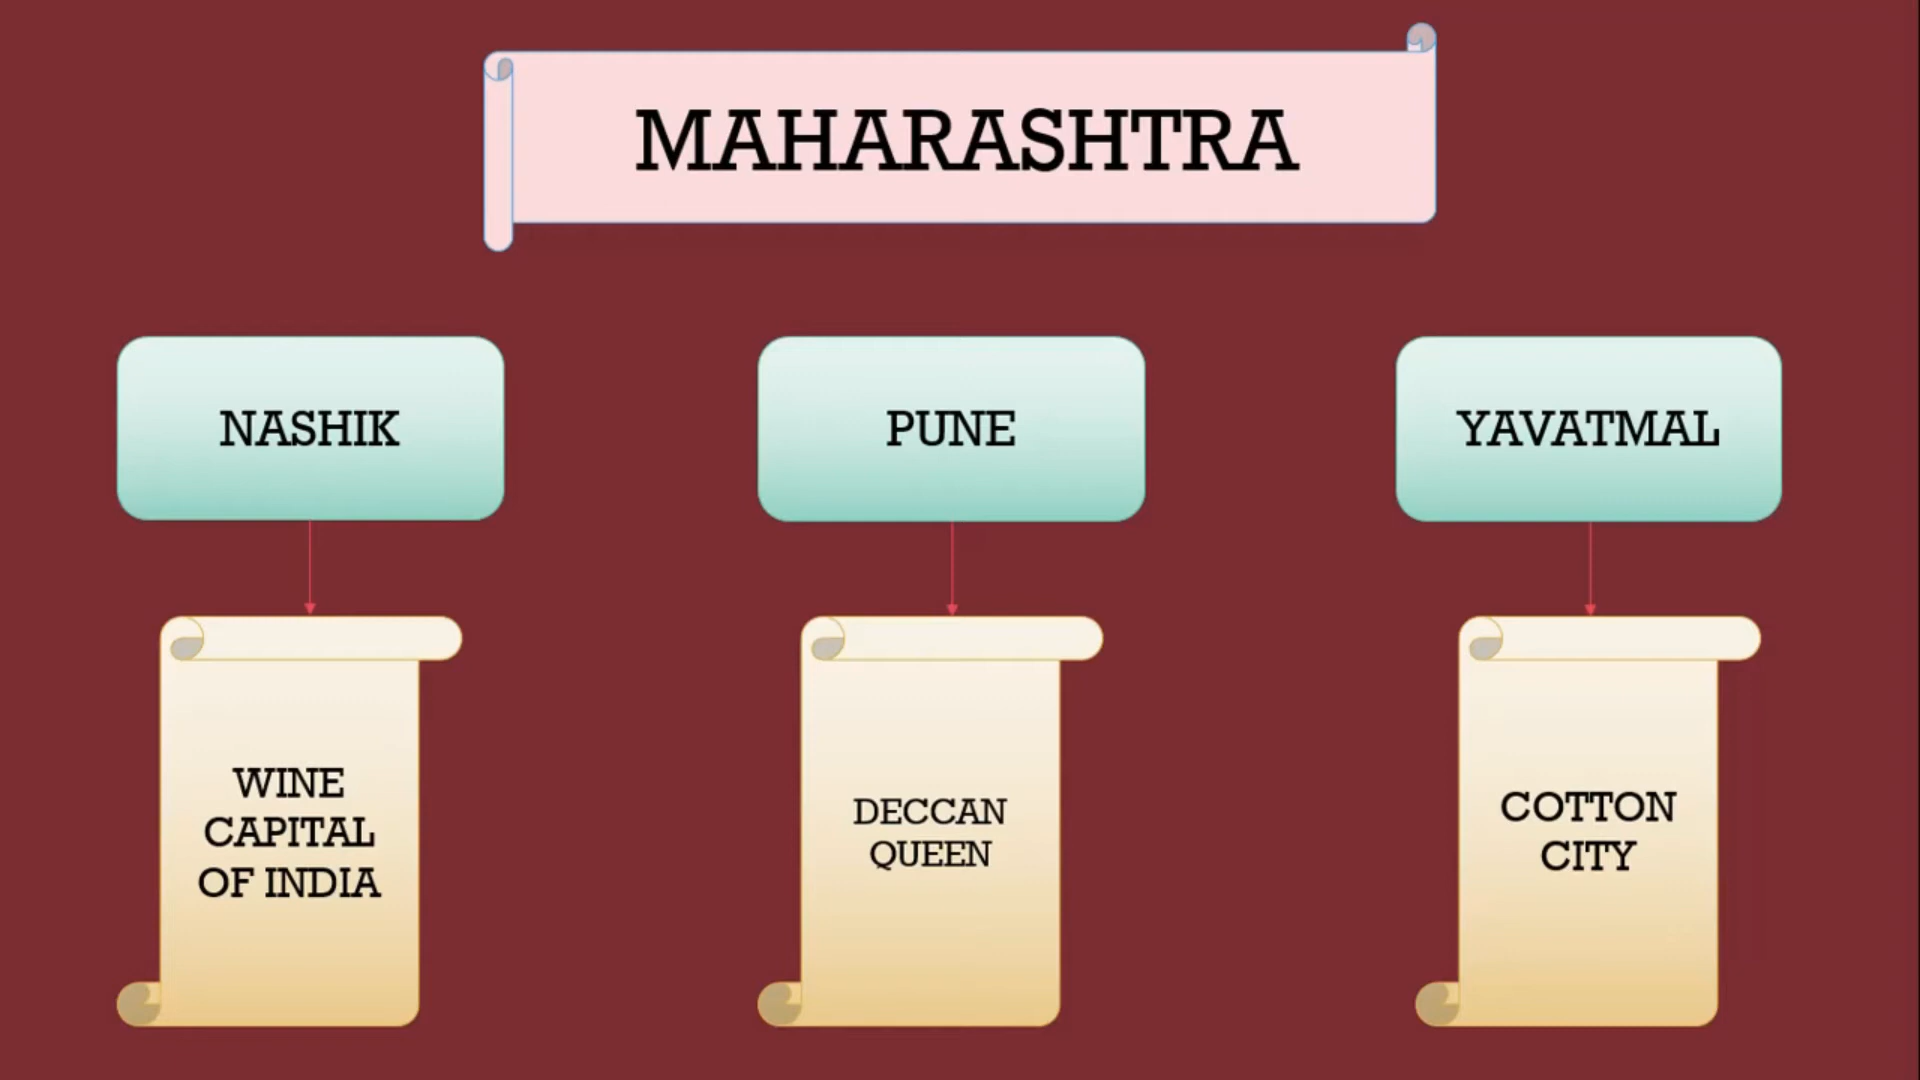 MAHARASHTRA
NASHIK
PUNE
YAVATMAL
WINE
CAPITAL
OF INDIA
DECCAN
QUEEN
COTTON
CITY